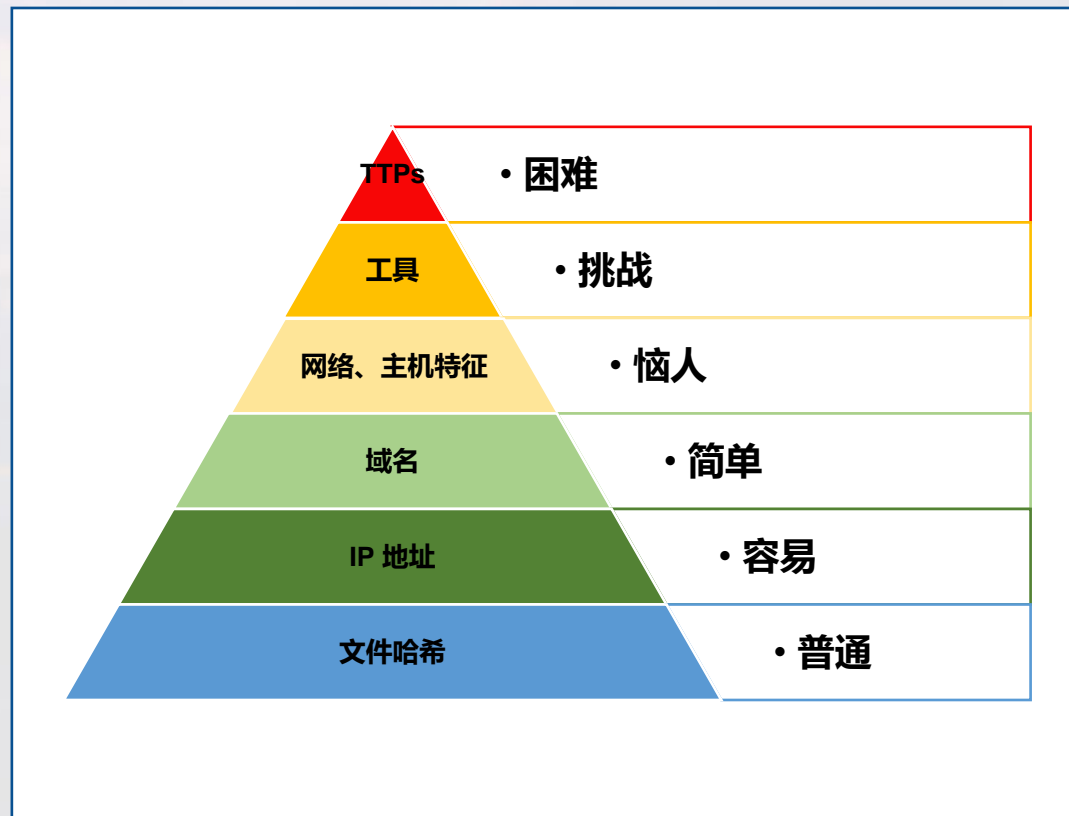 TTPs
• 困难
工具
• 挑战
网络、主机特征
• 恼人
域名
• 简单
IP 地址
• 容易
文件哈希
• 普通